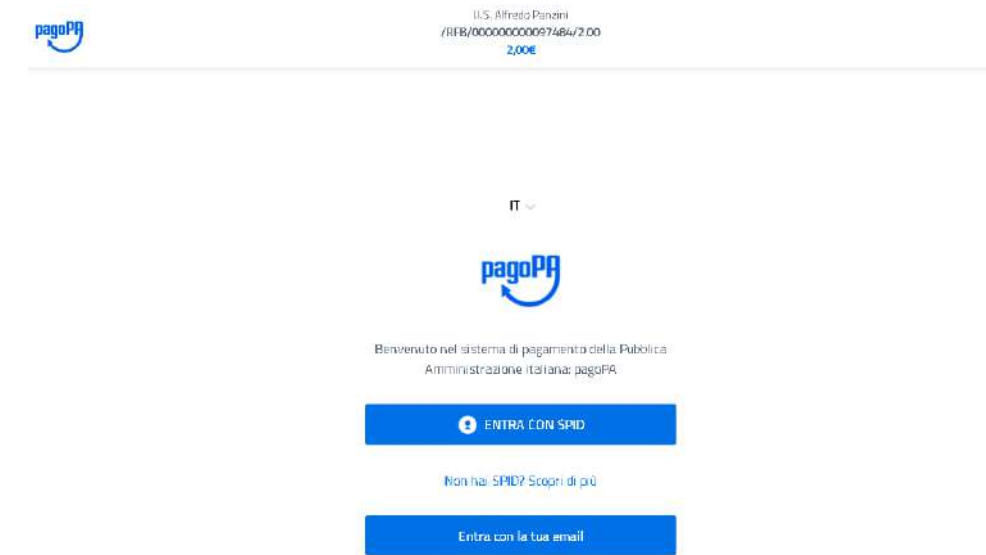 pagoPA
U.S. Alfredo Panzini
/RFB/000000000097484/2.00
2,00€
IT
pagoPA
Benvenuto nel sistema di pagamento della Pubblica
Amministrazione italiana: pagoPA
ENTRA CON SPID
Non hai SPID? Scopri di più
Entra con la tua email